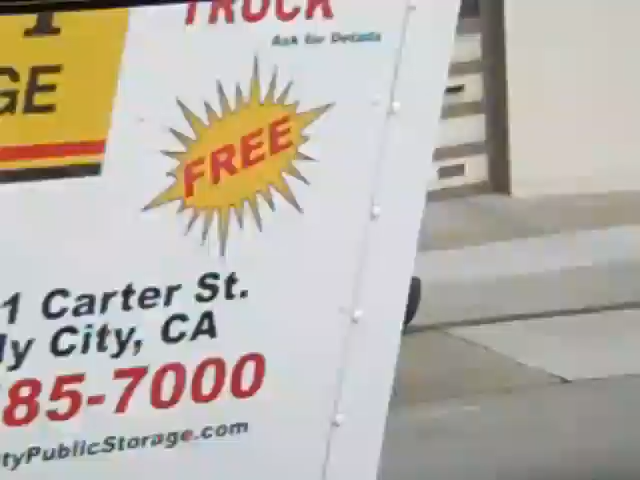 TRUCK
Ask for Details
GE
FREE
1 Carter St.
ly City, CA
85-7000
tyPublicStorage.com